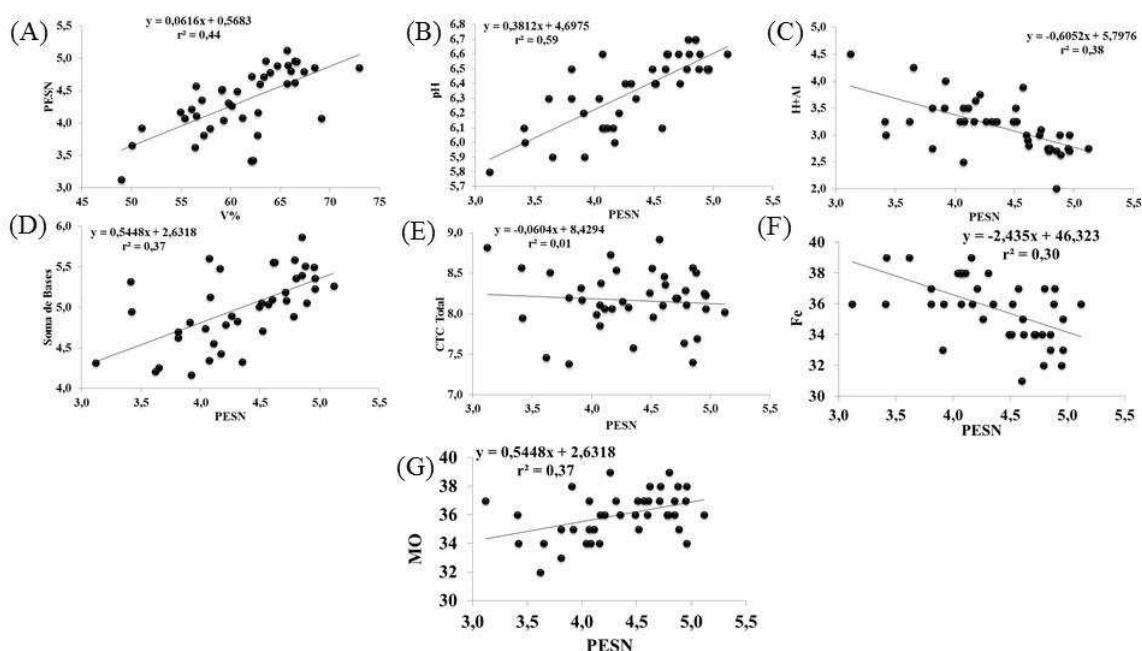 (A)
y = 0,0616x + 0,5683
r² = 0,44
PESN
5,5
5,0
4,5
4,0
3,5
3,0
45 50 55 60 65 70 75
V%
(B)
y = 0,3812x + 4,6975
r² = 0,59
pH
6,8
6,7
6,6
6,5
6,4
6,3
6,2
6,1
6,0
5,9
5,8
5,7
3,0 3,5 4,0 4,5 5,0 5,5
PESN
(C)
y = -0,6052x + 5,7976
r² = 0,38
H+Al
5,0
4,5
4,0
3,5
3,0
2,5
2,0
3,0 3,5 4,0 4,5 5,0 5,5
PESN
(D)
y = 0,5448x + 2,6318
r² = 0,37
Soma de Bases
6,0
5,5
5,0
4,5
4,0
3,0 3,5 4,0 4,5 5,0 5,5
PESN
(E)
y = -0,0604x + 8,4294
r² = 0,01
CTC Total
9,0
8,5
8,0
7,5
7,0
3,0 3,5 4,0 4,5 5,0 5,5
PESN
(F)
y = -2,435x + 46,323
r² = 0,30
Fe
40
38
36
34
32
30
3,0 3,5 4,0 4,5 5,0 5,5
PESN
(G)
y = 0,5448x + 2,6318
r² = 0,37
MO
40
38
36
34
32
30
3,0 3,5 4,0 4,5 5,0 5,5
PESN